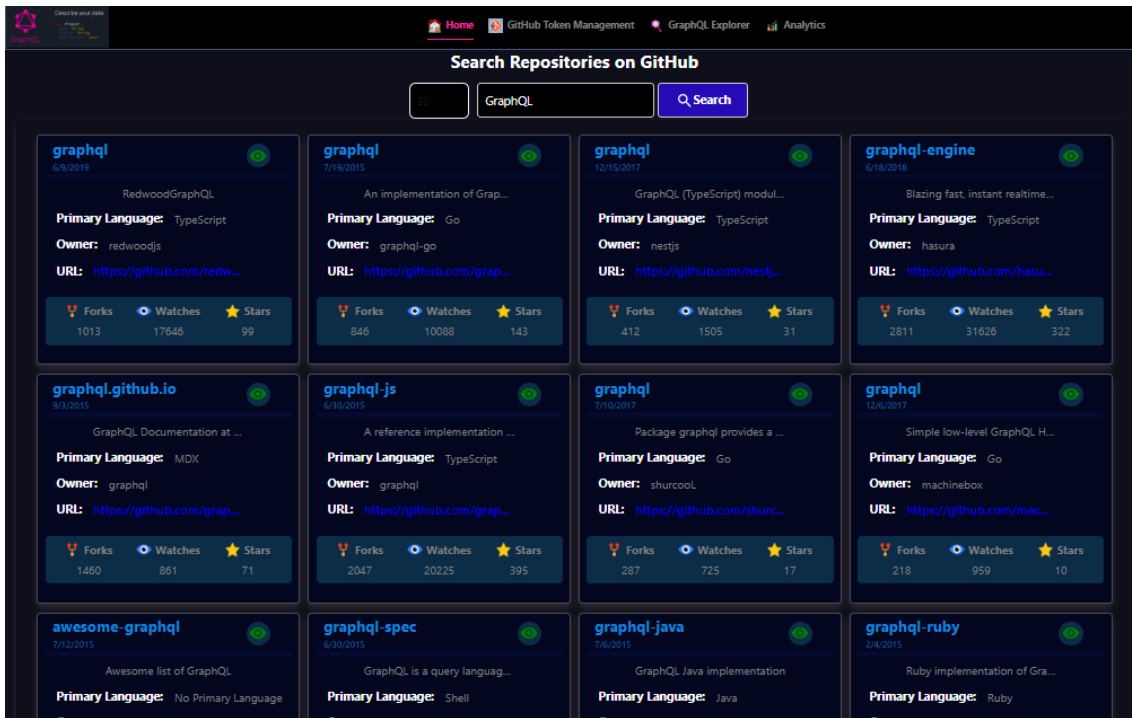 GraphQL
Describe your data
Home GitHub Token Management GraphQL Explorer Analytics
Search Repositories on GitHub
50 GraphQL Search
graphql graphql graphql graphql-engine
6/9/2019 7/19/2015 12/15/2017 6/18/2018
RedwoodGraphQL An implementation of Grap... GraphQL (TypeScript) modul... Blazing fast, instant realtime...
Primary Language: TypeScript Primary Language: Go Primary Language: TypeScript Primary Language: TypeScript
Owner: redwoodjs Owner: graphql-go Owner: nestjs Owner: hasura
URL: https://github.com/redw... URL: https://github.com/grap... URL: https://github.com/nestj... URL: https://github.com/hasu...
Forks Watches Stars Forks Watches Stars Forks Watches Stars Forks Watches Stars
1013 17646 99 846 10088 143 412 1505 31 2811 31626 322
graphql.github.io graphql-js graphql graphql
9/3/2015 6/30/2015 7/10/2017 12/6/2017
GraphQL Documentation at ... A reference implementation ... Package graphql provides a ... Simple low-level GraphQL H...
Primary Language: MDX Primary Language: TypeScript Primary Language: Go Primary Language: Go
Owner: graphql Owner: graphql Owner: shurcooL Owner: machinebox
URL: https://github.com/grap... URL: https://github.com/grap... URL: https://github.com/shurc... URL: https://github.com/mac...
Forks Watches Stars Forks Watches Stars Forks Watches Stars Forks Watches Stars
1460 861 71 2047 20225 395 287 725 17 218 959 10
awesome-graphql graphql-spec graphql-java graphql-ruby
7/12/2015 6/30/2015 7/6/2015 2/4/2015
Awesome list of GraphQL GraphQL is a query languag... GraphQL Java implementation Ruby implementation of Gra...
Primary Language: No Primary Language Primary Language: Shell Primary Language: Java Primary Language: Ruby